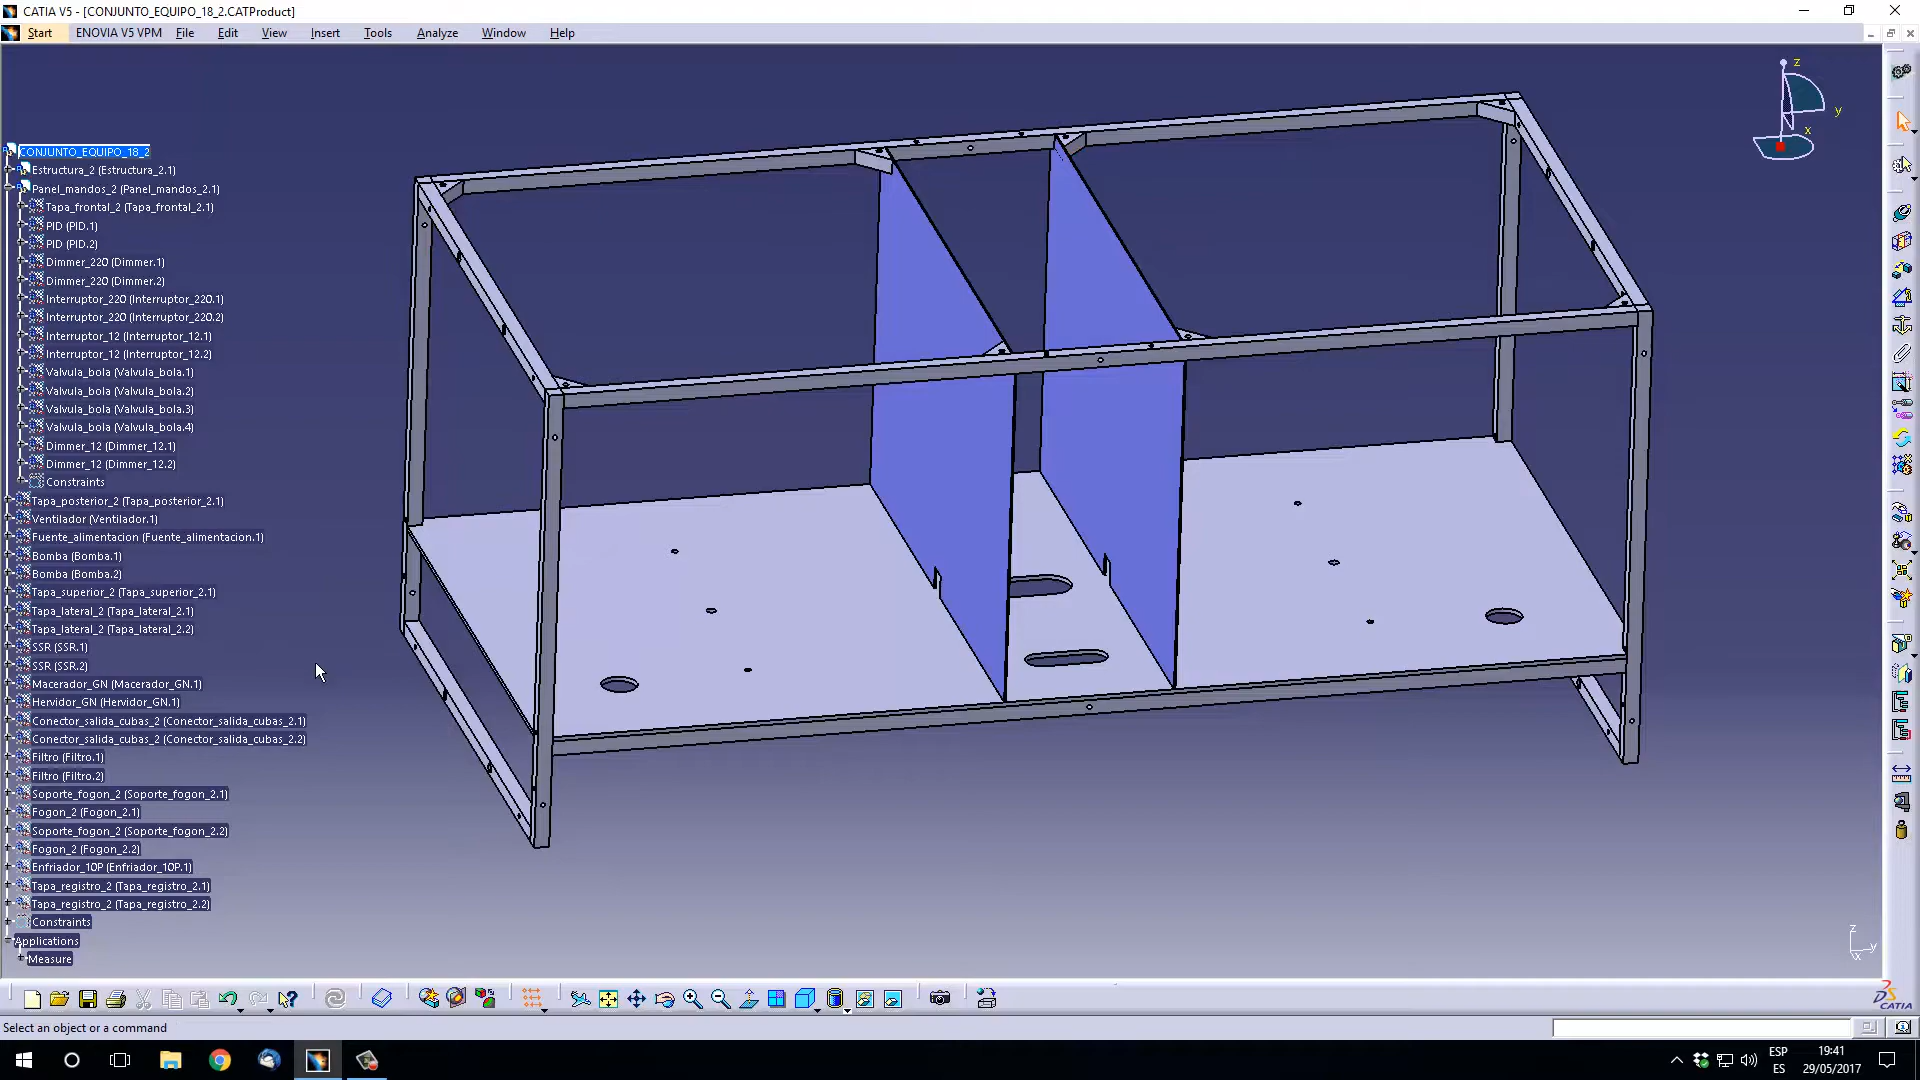 CATIA V5 - [CONJUNTO_EQUIPO_18_2.CATProduct]
Start ENOVIA V5 VPM File Edit View Insert Tools Analyze Window Help
z
y
x
CONJUNTO_EQUIPO_18_2
Estructura_2 (Estructura_2.1)
Panel_mandos_2 (Panel_mandos_2.1)
Tapa_frontal_2 (Tapa_frontal_2.1)
PID (PID.1)
PID (PID.2)
Dimmer_220 (Dimmer.1)
Dimmer_220 (Dimmer.2)
Interruptor_220 (Interruptor_220.1)
Interruptor_220 (Interruptor_220.2)
Interruptor_12 (Interruptor_12.1)
Interruptor_12 (Interruptor_12.2)
Valvula_bola (Valvula_bola.1)
Valvula_bola (Valvula_bola.2)
Valvula_bola (Valvula_bola.3)
Valvula_bola (Valvula_bola.4)
Dimmer_12 (Dimmer_12.1)
Dimmer_12 (Dimmer_12.2)
Constraints
Tapa_posterior_2 (Tapa_posterior_2.1)
Ventilador (Ventilador.1)
Fuente_alimentacion (Fuente_alimentacion.1)
Bomba (Bomba.1)
Bomba (Bomba.2)
Tapa_superior_2 (Tapa_superior_2.1)
Tapa_lateral_2 (Tapa_lateral_2.1)
Tapa_lateral_2 (Tapa_lateral_2.2)
SSR (SSR.1)
SSR (SSR.2)
Macerador_GN (Macerador_GN.1)
Hervidor_GN (Hervidor_GN.1)
Conector_salida_cubas_2 (Conector_salida_cubas_2.1)
Conector_salida_cubas_2 (Conector_salida_cubas_2.2)
Filtro (Filtro.1)
Filtro (Filtro.2)
Soporte_fogon_2 (Soporte_fogon_2.1)
Fogon_2 (Fogon_2.1)
Soporte_fogon_2 (Soporte_fogon_2.2)
Fogon_2 (Fogon_2.2)
Enfriador_10P (Enfriador_10P.1)
Tapa_registro_2 (Tapa_registro_2.1)
Tapa_registro_2 (Tapa_registro_2.2)
Constraints
Applications
Measure
z
y
x
CATIA
Select an object or a command
ESP
ES
19:41
29/05/2017